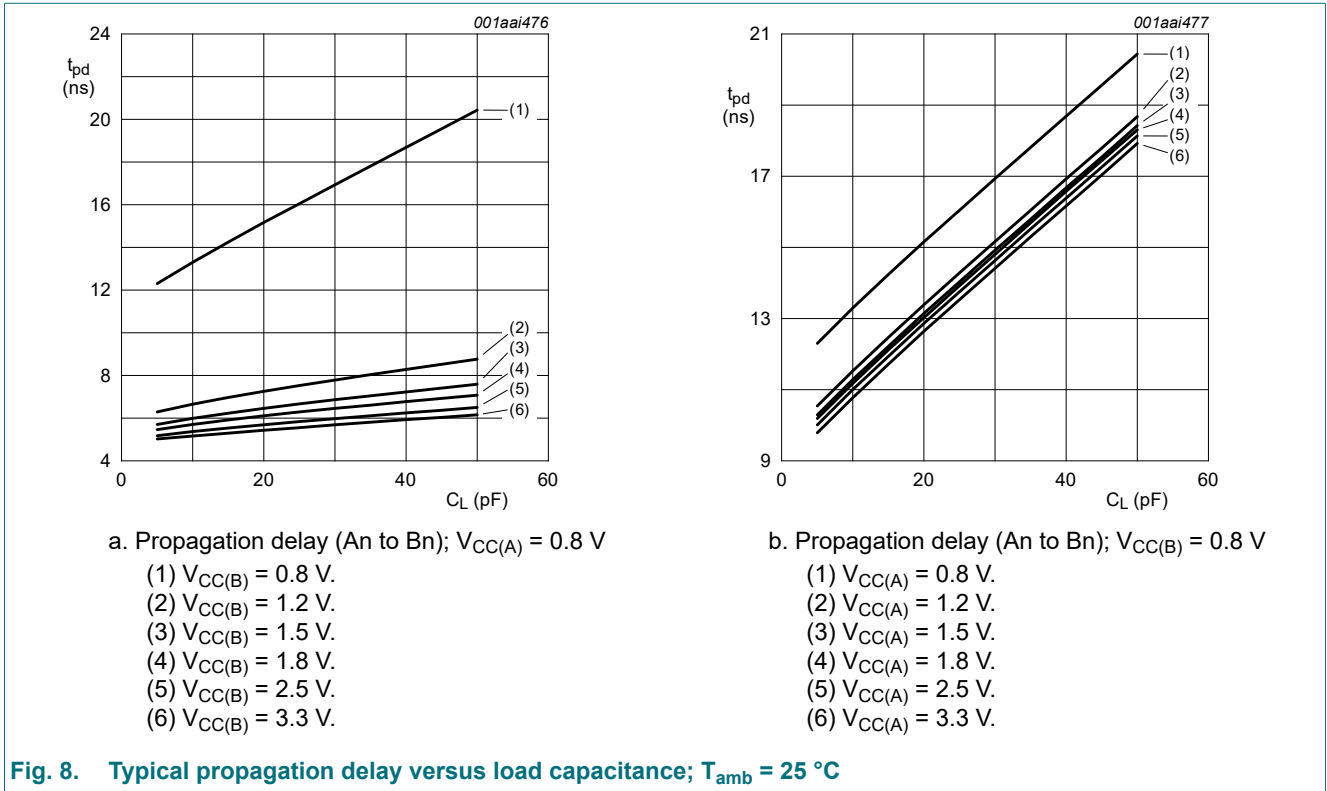 001aai476
24
20
16
12
8
4
t_pd
(ns)
0
20
40
60
C_L (pF)
(1)
(2)
(3)
(4)
(5)
(6)
a. Propagation delay (An to Bn); V_CC(A) = 0.8 V
(1) V_CC(B) = 0.8 V.
(2) V_CC(B) = 1.2 V.
(3) V_CC(B) = 1.5 V.
(4) V_CC(B) = 1.8 V.
(5) V_CC(B) = 2.5 V.
(6) V_CC(B) = 3.3 V.
001aai477
21
17
13
9
t_pd
(ns)
0
20
40
60
C_L (pF)
(1)
(2)
(3)
(4)
(5)
(6)
b. Propagation delay (An to Bn); V_CC(B) = 0.8 V
(1) V_CC(A) = 0.8 V.
(2) V_CC(A) = 1.2 V.
(3) V_CC(A) = 1.5 V.
(4) V_CC(A) = 1.8 V.
(5) V_CC(A) = 2.5 V.
(6) V_CC(A) = 3.3 V.
Fig. 8. Typical propagation delay versus load capacitance; T_amb = 25 °C